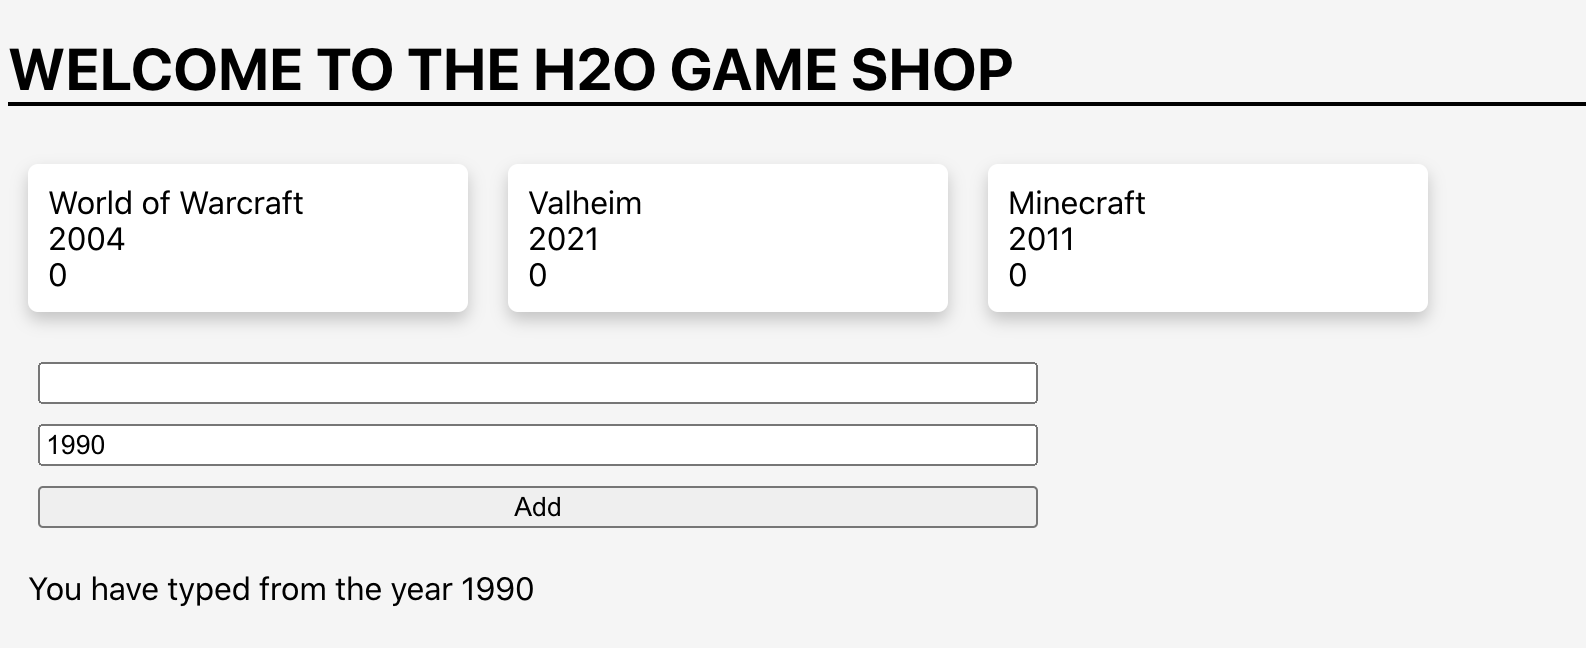 WELCOME TO THE H2O GAME SHOP
World of Warcraft
2004
0
Valheim
2021
0
Minecraft
2011
0
1990
Add
You have typed from the year 1990